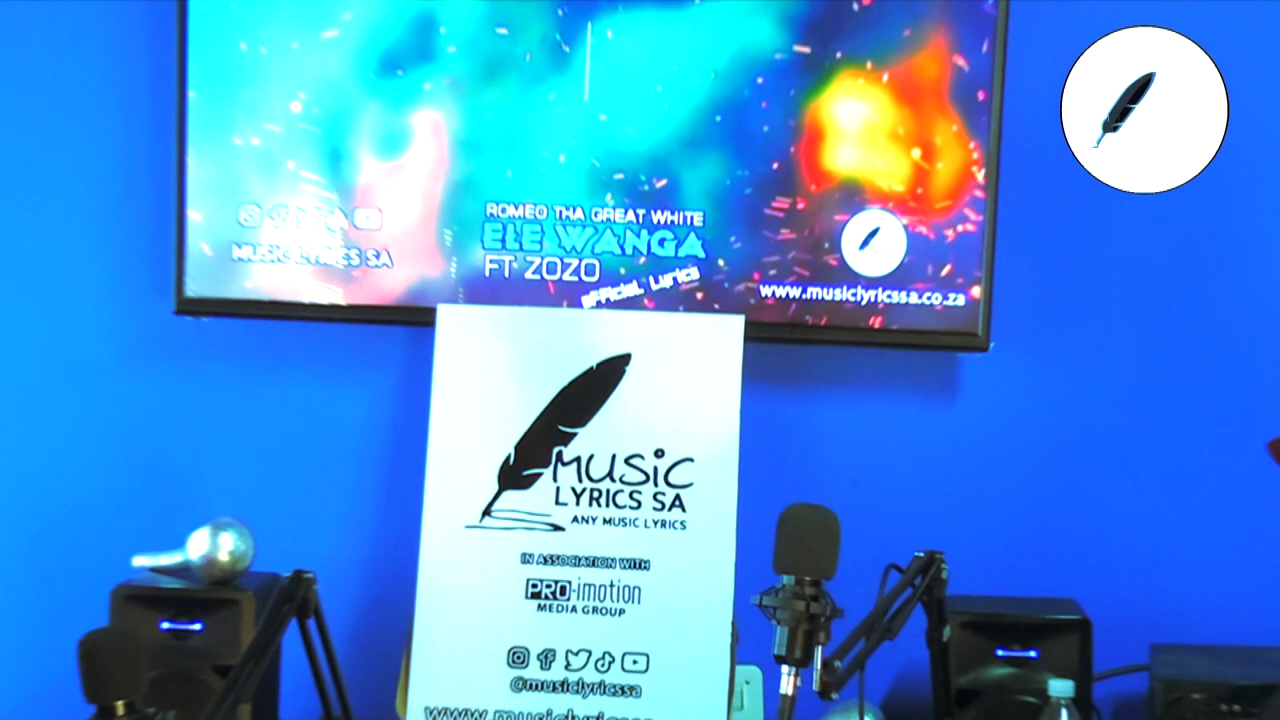 ROMEO THA GREAT WHITE
ELE WANGA
FT ZOZO
Official Lyrics
MUSIC LYRICS SA
www.musiclyricssa.co.za
MUSIC
LYRICS SA
ANY MUSIC LYRICS
IN ASSOCIATION WITH
PRO-imotion
MEDIA GROUP
@musiclyricssa